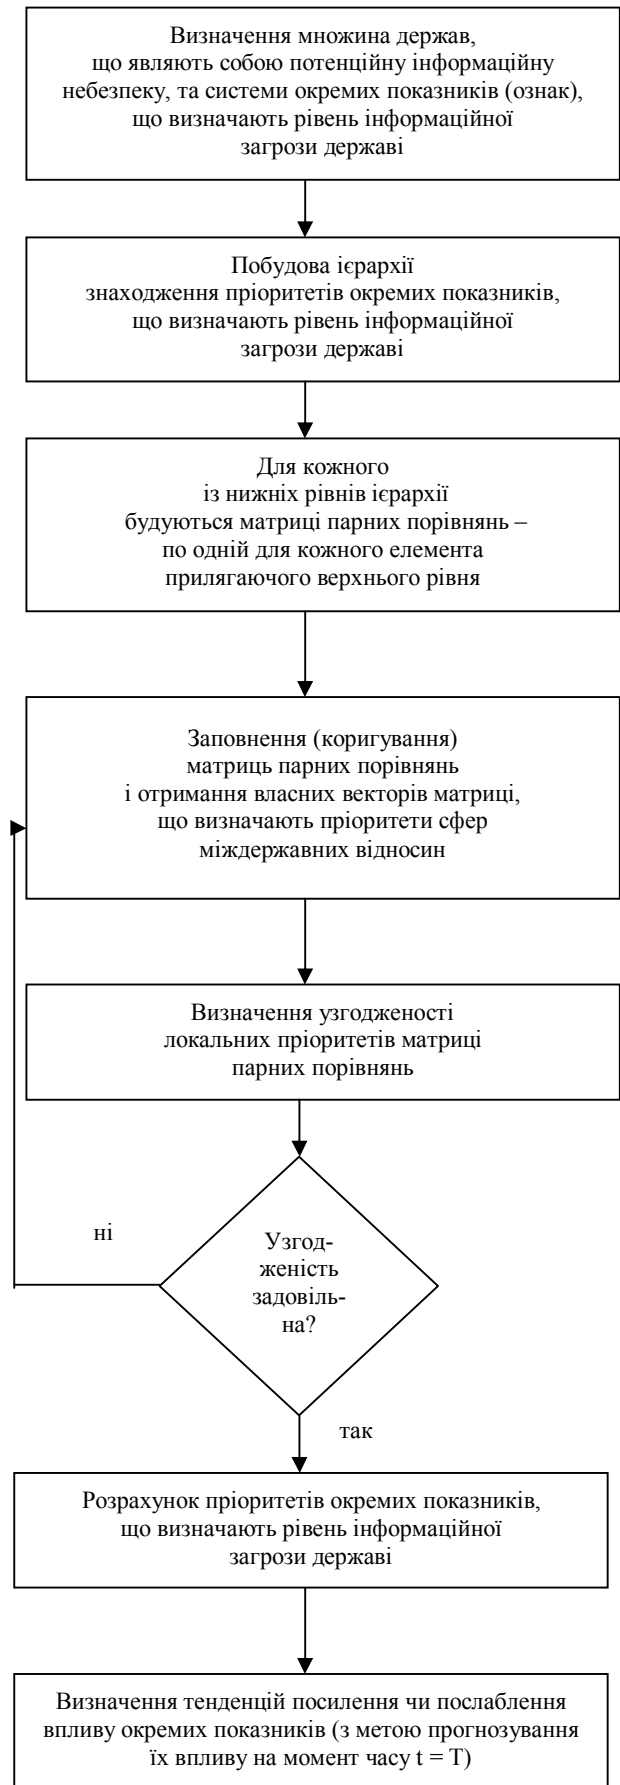 Визначення множина держав,
що являють собою потенційну інформаційну
небезпеку, та системи окремих показників (ознак),
що визначають рівень інформаційної
загрози державі
Побудова ієрархії
знаходження пріоритетів окремих показників,
що визначають рівень інформаційної
загрози державі
Для кожного
із нижніх рівнів ієрархії
будуються матриці парних порівнянь –
по одній для кожного елемента
прилягаючого верхнього рівня
Заповнення (коригування)
матриць парних порівнянь
і отримання власних векторів матриці,
що визначають пріоритети сфер
міждержавних відносин
Визначення узгодженості
локальних пріоритетів матриці
парних порівнянь
ні
Узгод-
женість
задовіль-
на?
так
Розрахунок пріоритетів окремих показників,
що визначають рівень інформаційної
загрози державі
Визначення тенденцій посилення чи послаблення
впливу окремих показників (з метою прогнозування
їх впливу на момент часу t = T)